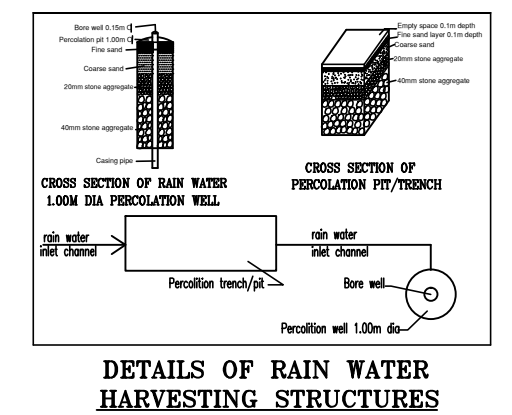 Bore well 0.15m
Percolation pit 1.00m
Fine sand
Coarse sand
20mm stone aggregate
40mm stone aggregate
Casing pipe
CROSS SECTION OF RAIN WATER
1.00M DIA PERCOLATION WELL
Empty space 0.1m depth
Fine sand layer 0.1m depth
Coarse sand
20mm stone aggregate
40mm stone aggregate
CROSS SECTION OF
PERCOLATION PIT/TRENCH
rain water
inlet channel
Percolition trench/pit
rain water
inlet channel
Bore well
Percolition well 1.00m dia
DETAILS OF RAIN WATER
HARVESTING STRUCTURES